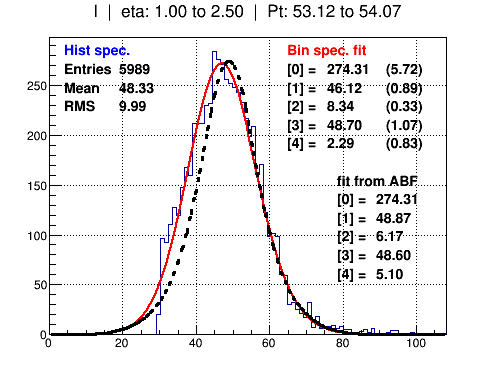 I | eta: 1.00 to 2.50 | Pt: 53.12 to 54.07
Hist spec.
Entries 5989
Mean 48.33
RMS 9.99
Bin spec. fit
[0] = 274.31 (5.72)
[1] = 46.12 (0.89)
[2] = 8.34 (0.33)
[3] = 48.70 (1.07)
[4] = 2.29 (0.83)
fit from ABF
[0] = 274.31
[1] = 48.87
[2] = 6.17
[3] = 48.60
[4] = 5.10
250
200
150
100
50
0
0 20 40 60 80 100